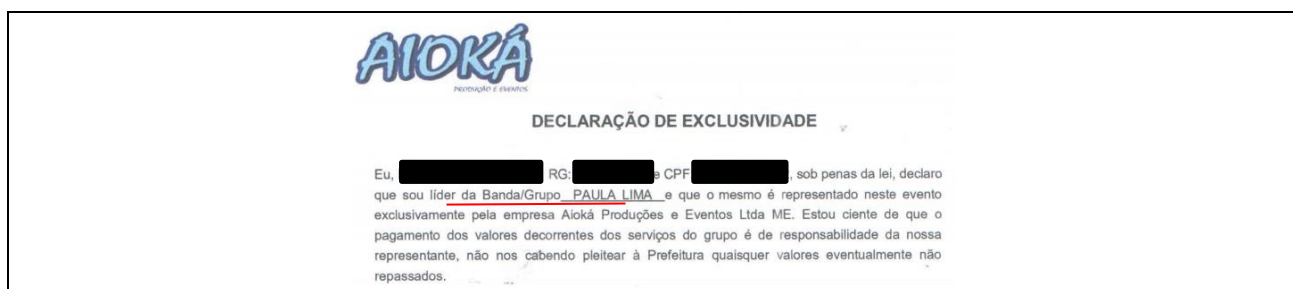 AIOKÁ
PRODUÇÃO E EVENTOS
DECLARAÇÃO DE EXCLUSIVIDADE
Eu, RG: e CPF , sob penas da lei, declaro
que sou líder da Banda/Grupo PAULA LIMA e que o mesmo é representado neste evento
exclusivamente pela empresa Aioká Produções e Eventos Ltda ME. Estou ciente de que o
pagamento dos valores decorrentes dos serviços do grupo é de responsabilidade da nossa
representante, não nos cabendo pleitear à Prefeitura quaisquer valores eventualmente não
repassados.